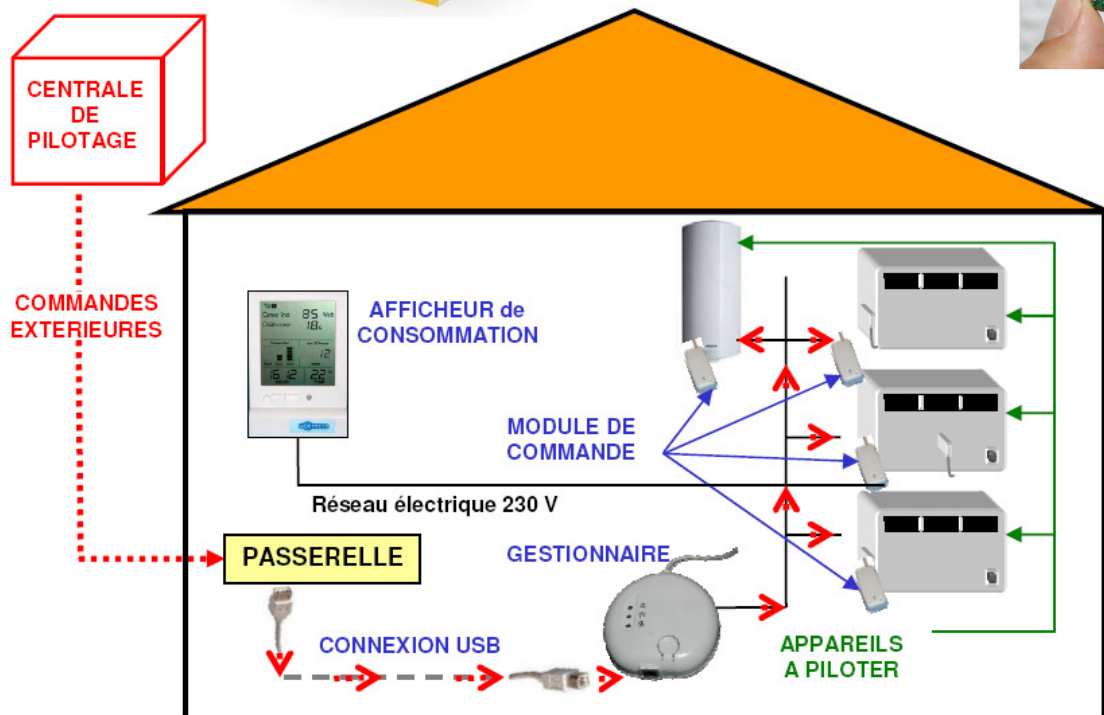 CENTRALE
DE
PILOTAGE
COMMANDES
EXTERIEURES
AFFICHEUR de
CONSOMMATION
MODULE DE
COMMANDE
Réseau électrique 230 V
PASSERELLE
GESTIONNAIRE
CONNEXION USB
APPAREILS
A PILOTER